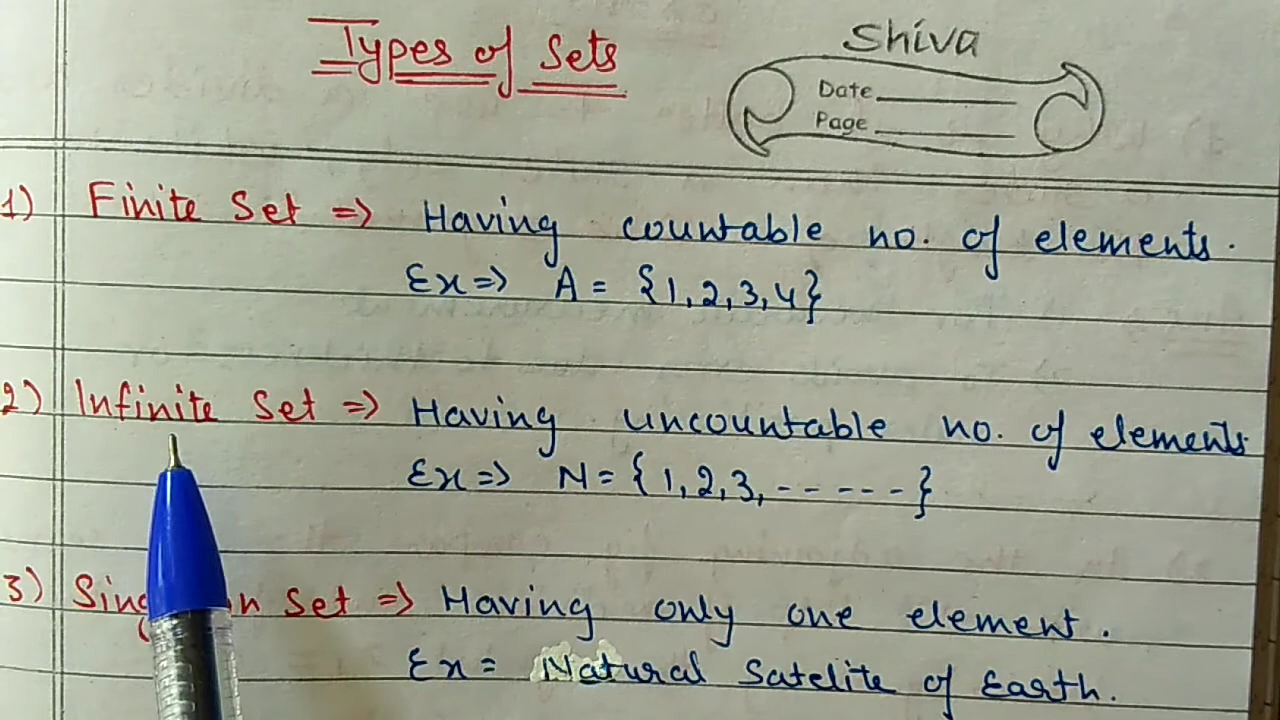 Types of Sets
Shiva
Date
Page
1) Finite Set => Having countable no. of elements.
Ex => A = {1, 2, 3, 4}
2) Infinite Set => Having uncountable no. of elements
Ex => N = {1, 2, 3, - - - - - }
3) Set => Having only one element.
Ex = Natural Satelite of Earth.